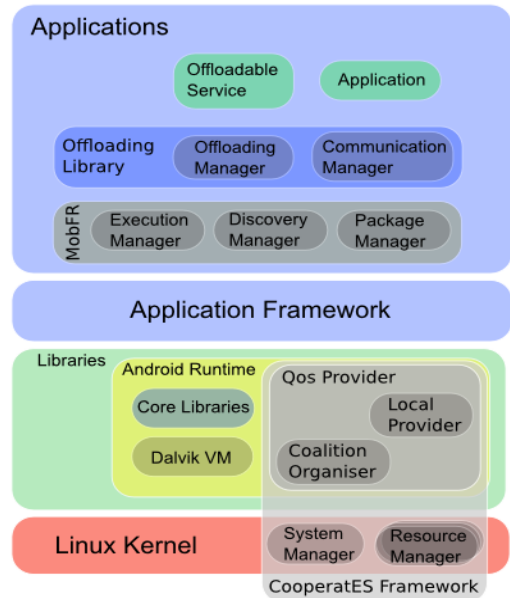 Applications
Offloadable
Service
Application
Offloading
Library
Offloading
Manager
Communication
Manager
MobFR
Execution
Manager
Discovery
Manager
Package
Manager
Application Framework
Libraries
Android Runtime
Core Libraries
Dalvik VM
Qos Provider
Local
Provider
Coalition
Organiser
Linux Kernel
System
Manager
Resource
Manager
CooperatES Framework